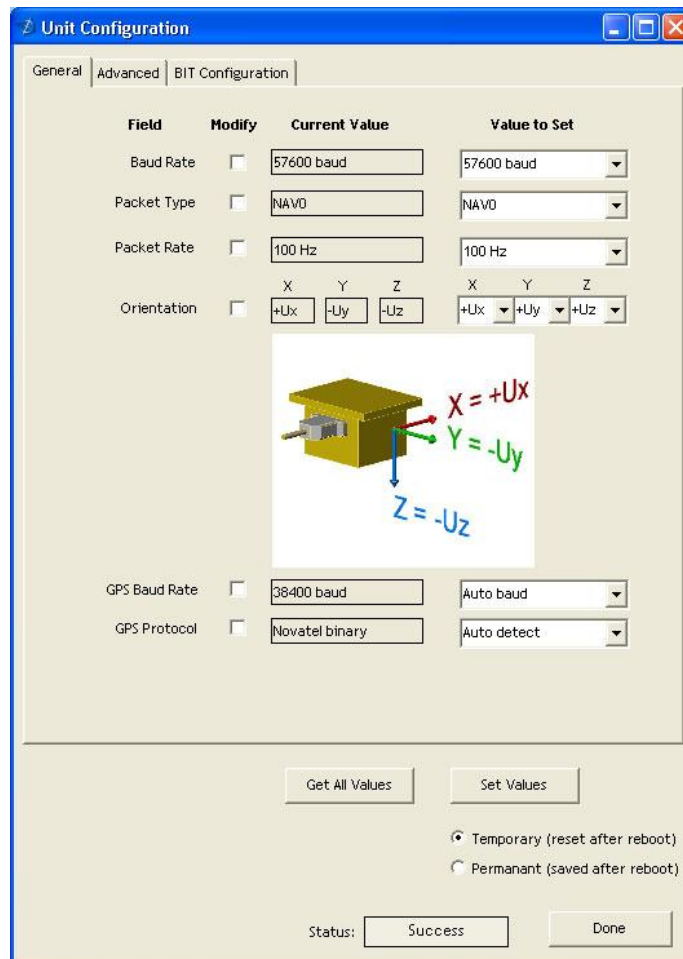 Unit Configuration
General Advanced BIT Configuration
Field Modify Current Value Value to Set
Baud Rate 57600 baud 57600 baud
Packet Type NAV0 NAV0
Packet Rate 100 Hz 100 Hz
X Y Z X Y Z
Orientation +Ux -Uy -Uz +Ux +Uy +Uz
X = +Ux
Y = -Uy
Z = -Uz
GPS Baud Rate 38400 baud Auto baud
GPS Protocol Novatel binary Auto detect
Get All Values Set Values
Temporary (reset after reboot)
Permanant (saved after reboot)
Status: Success Done